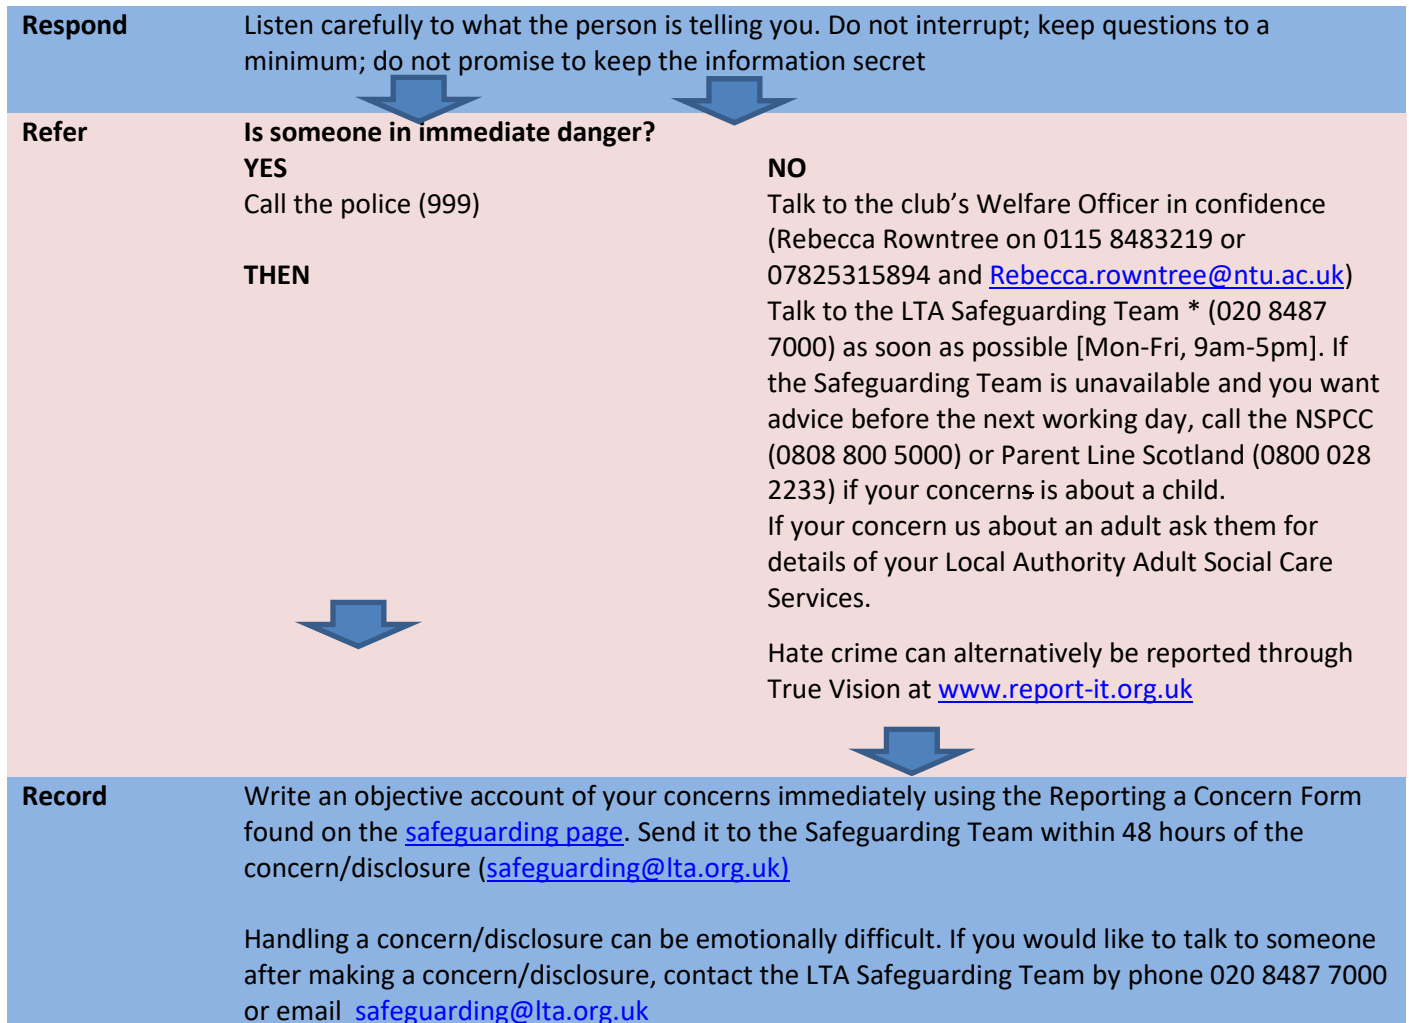 Respond
Listen carefully to what the person is telling you. Do not interrupt; keep questions to a
minimum; do not promise to keep the information secret
Refer
Is someone in immediate danger?
YES
Call the police (999)
THEN
NO
Talk to the club’s Welfare Officer in confidence
(Rebecca Rowntree on 0115 8483219 or
07825315894 and Rebecca.rowntree@ntu.ac.uk)
Talk to the LTA Safeguarding Team * (020 8487
7000) as soon as possible [Mon-Fri, 9am-5pm]. If
the Safeguarding Team is unavailable and you want
advice before the next working day, call the NSPCC
(0808 800 5000) or Parent Line Scotland (0800 028
2233) if your concerns is about a child.
If your concern us about an adult ask them for
details of your Local Authority Adult Social Care
Services.
Hate crime can alternatively be reported through
True Vision at www.report-it.org.uk
Record
Write an objective account of your concerns immediately using the Reporting a Concern Form
found on the safeguarding page. Send it to the Safeguarding Team within 48 hours of the
concern/disclosure (safeguarding@lta.org.uk)
Handling a concern/disclosure can be emotionally difficult. If you would like to talk to someone
after making a concern/disclosure, contact the LTA Safeguarding Team by phone 020 8487 7000
or email safeguarding@lta.org.uk